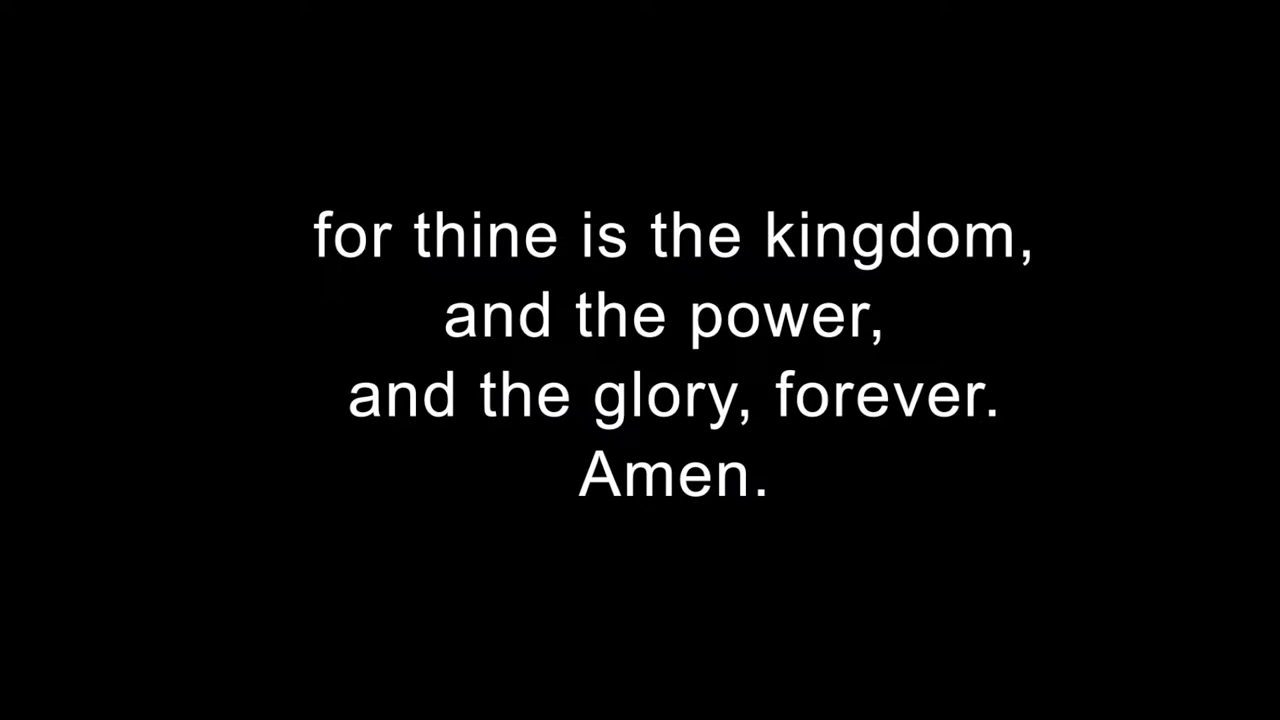 for thine is the kingdom,
and the power,
and the glory, forever.
Amen.